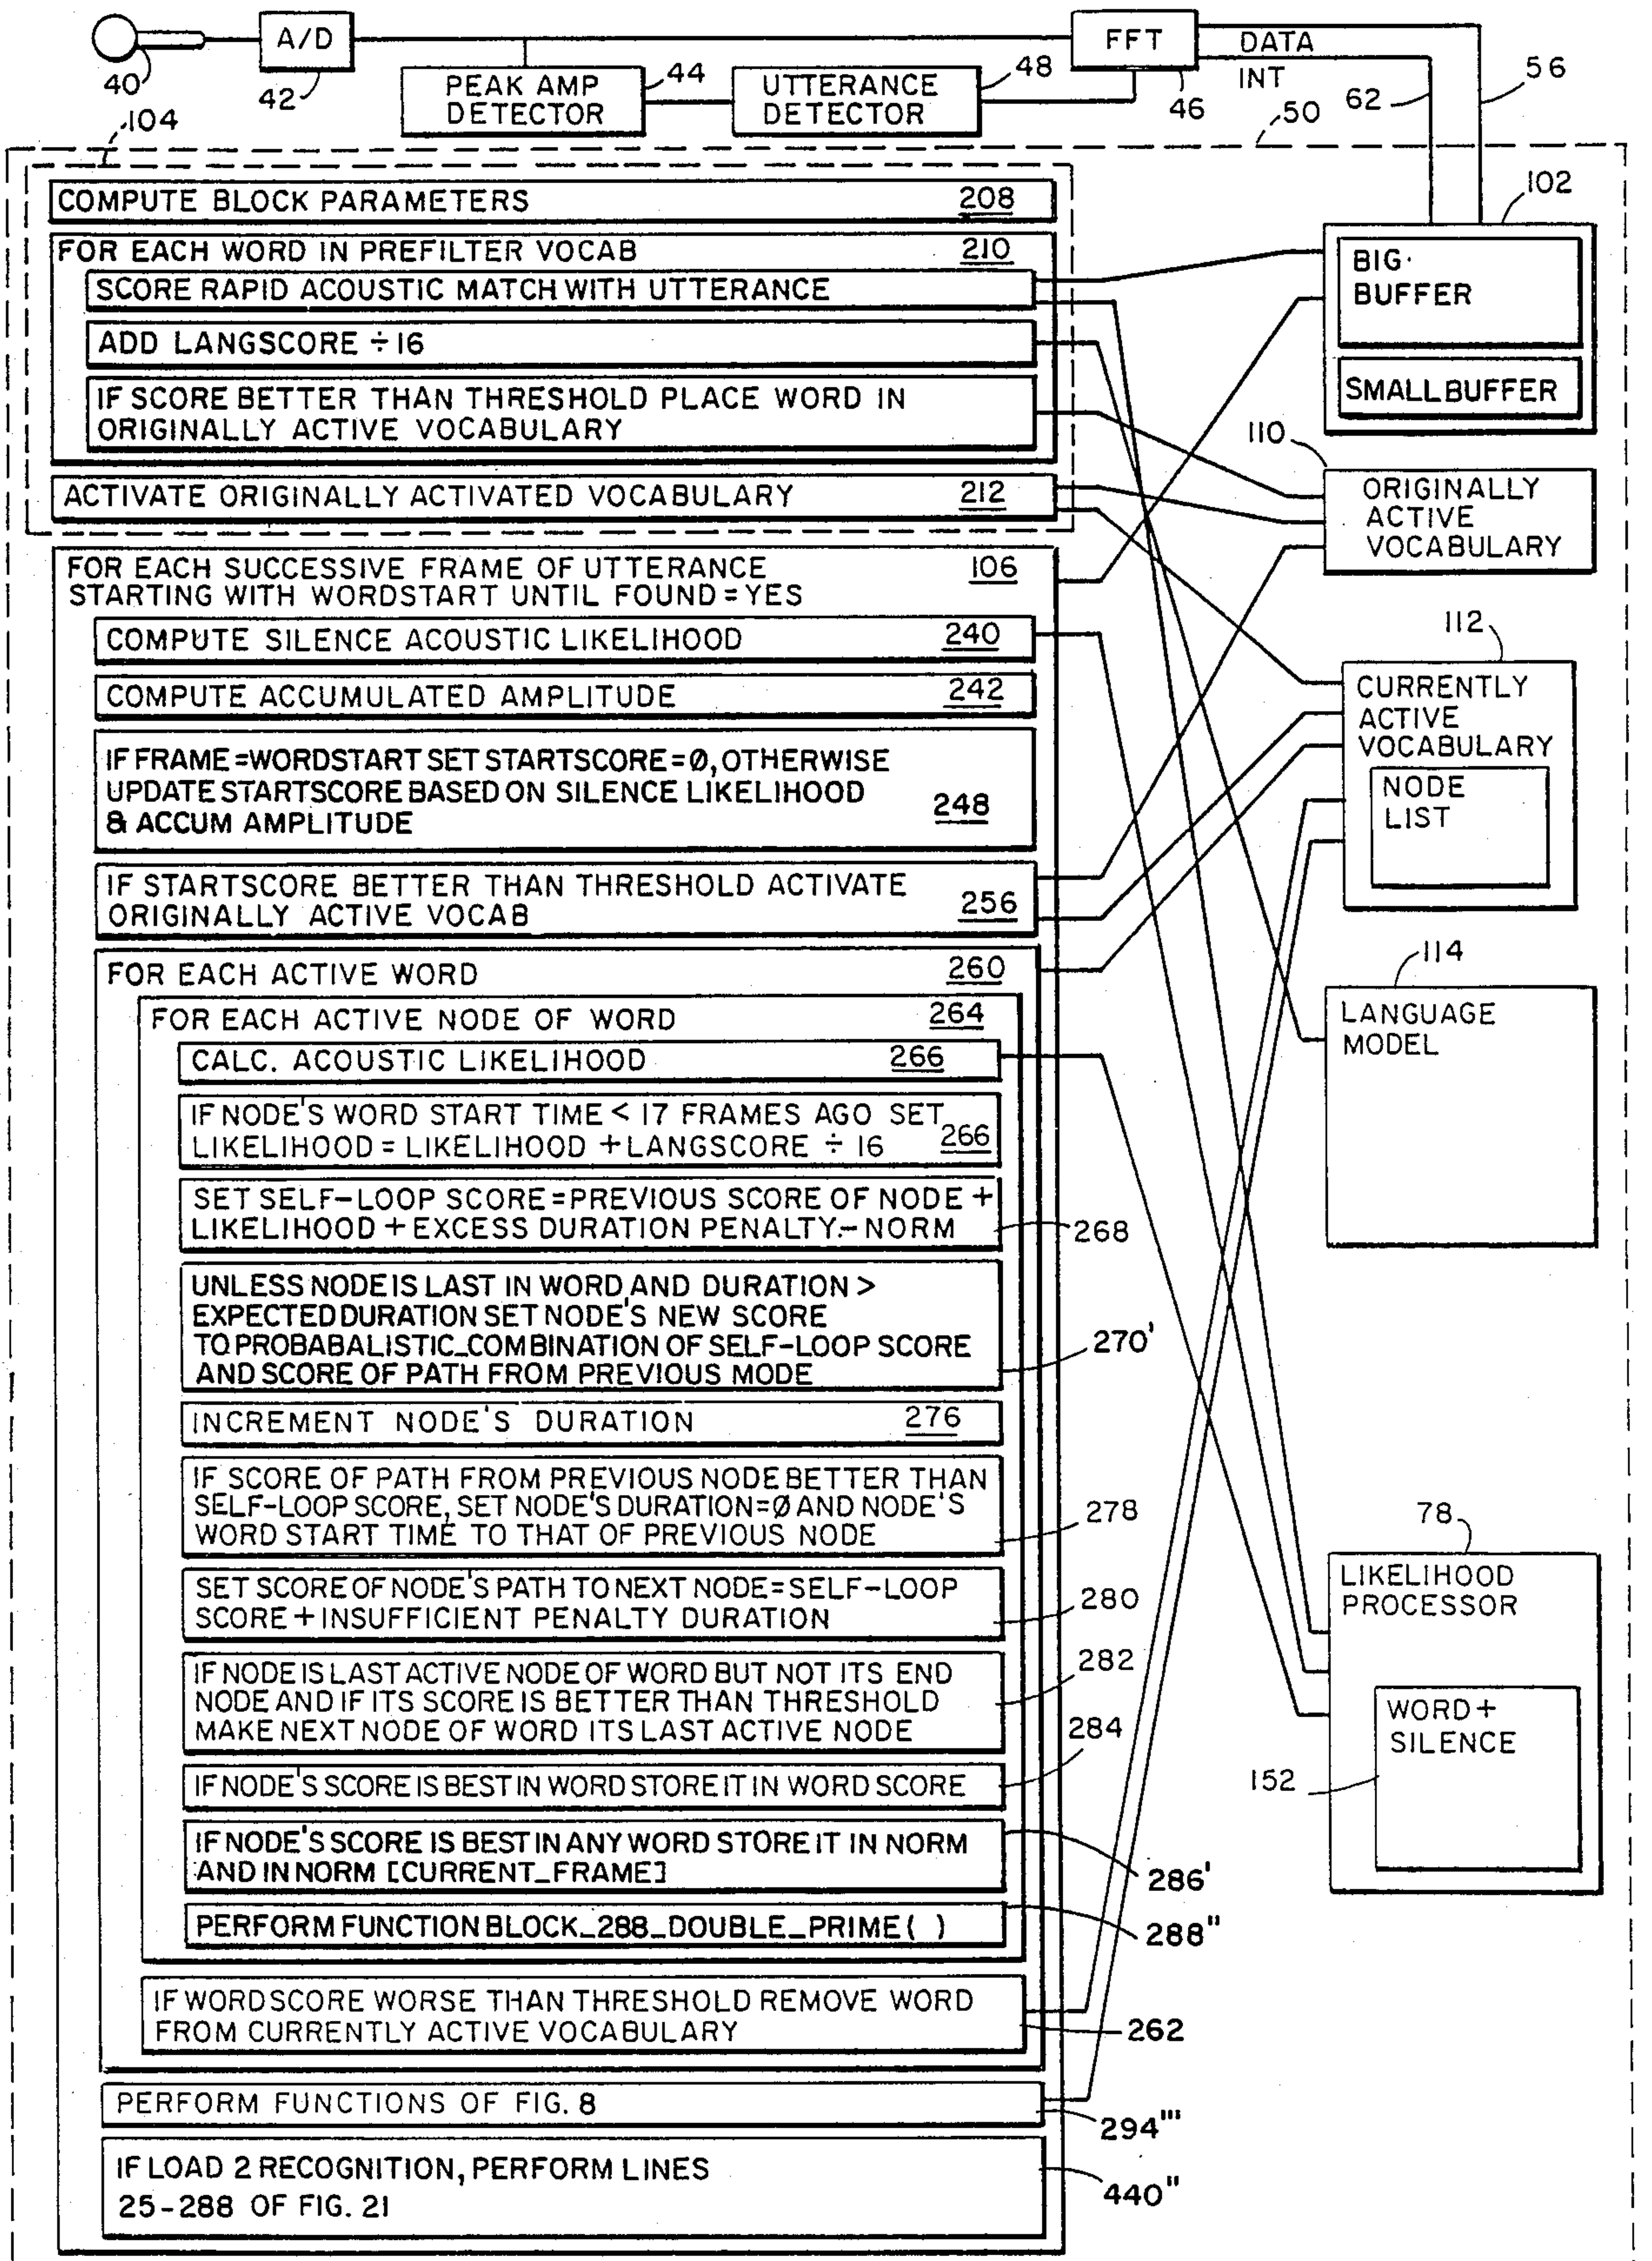 A/D
FFT
DATA
INT
40
42
PEAK AMP
DETECTOR
44
UTTERANCE
DETECTOR
48
46
62
56
104
50
COMPUTE BLOCK PARAMETERS 208
102
FOR EACH WORD IN PREFILTER VOCAB 210
SCORE RAPID ACOUSTIC MATCH WITH UTTERANCE
BIG
BUFFER
ADD LANGSCORE ÷ 16
IF SCORE BETTER THAN THRESHOLD PLACE WORD IN
ORIGINALLY ACTIVE VOCABULARY
SMALLBUFFER
110
ACTIVATE ORIGINALLY ACTIVATED VOCABULARY 212
ORIGINALLY
ACTIVE
VOCABULARY
FOR EACH SUCCESSIVE FRAME OF UTTERANCE 106
STARTING WITH WORDSTART UNTIL FOUND=YES
COMPUTE SILENCE ACOUSTIC LIKELIHOOD 240
112
COMPUTE ACCUMULATED AMPLITUDE 242
CURRENTLY
ACTIVE
VOCABULARY
NODE
LIST
IF FRAME=WORDSTART SET STARTSCORE=Ø, OTHERWISE
UPDATE STARTSCORE BASED ON SILENCE LIKELIHOOD
& ACCUM AMPLITUDE 248
IF STARTSCORE BETTER THAN THRESHOLD ACTIVATE
ORIGINALLY ACTIVE VOCAB 256
FOR EACH ACTIVE WORD 260
114
FOR EACH ACTIVE NODE OF WORD 264
LANGUAGE
MODEL
CALC. ACOUSTIC LIKELIHOOD 266
IF NODE'S WORD START TIME < 17 FRAMES AGO SET
LIKELIHOOD = LIKELIHOOD + LANGSCORE ÷ 16 266
SET SELF-LOOP SCORE=PREVIOUS SCORE OF NODE +
LIKELIHOOD + EXCESS DURATION PENALTY.- NORM
268
UNLESS NODE IS LAST IN WORD AND DURATION >
EXPECTED DURATION SET NODE'S NEW SCORE
TO PROBABALISTIC_COMBINATION OF SELF-LOOP SCORE
AND SCORE OF PATH FROM PREVIOUS MODE
270'
INCREMENT NODE'S DURATION 276
IF SCORE OF PATH FROM PREVIOUS NODE BETTER THAN
SELF-LOOP SCORE, SET NODE'S DURATION=Ø AND NODE'S
WORD START TIME TO THAT OF PREVIOUS NODE
278
78
SET SCORE OF NODE'S PATH TO NEXT NODE=SELF-LOOP
SCORE + INSUFFICIENT PENALTY DURATION
280
LIKELIHOOD
PROCESSOR
IF NODE IS LAST ACTIVE NODE OF WORD BUT NOT ITS END
NODE AND IF ITS SCORE IS BETTER THAN THRESHOLD
MAKE NEXT NODE OF WORD ITS LAST ACTIVE NODE
282
WORD +
SILENCE
152
IF NODE'S SCORE IS BEST IN WORD STORE IT IN WORD SCORE
284
IF NODE'S SCORE IS BEST IN ANY WORD STORE IT IN NORM
AND IN NORM [CURRENT_FRAME]
286'
PERFORM FUNCTION BLOCK_288_DOUBLE_PRIME ( )
288"
IF WORDSCORE WORSE THAN THRESHOLD REMOVE WORD
FROM CURRENTLY ACTIVE VOCABULARY
262
PERFORM FUNCTIONS OF FIG. 8
294'''
IF LOAD 2 RECOGNITION, PERFORM LINES
25-288 OF FIG. 21
440"